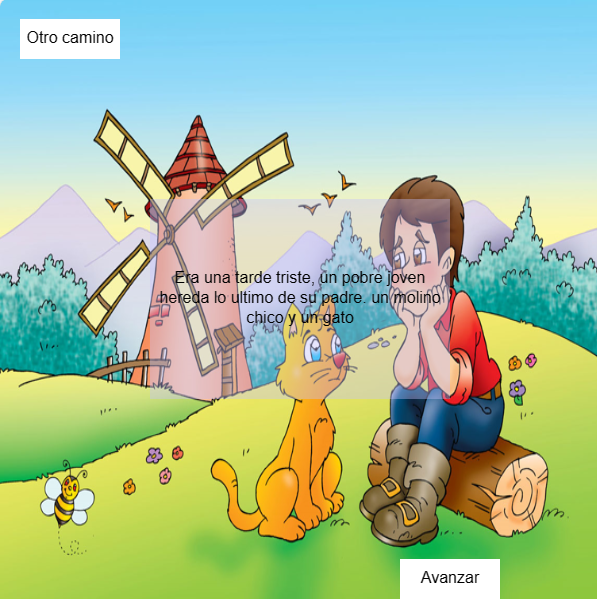 Otro camino
Era una tarde triste, un pobre joven
hereda lo ultimo de su padre. un molino
chico y un gato
Avanzar